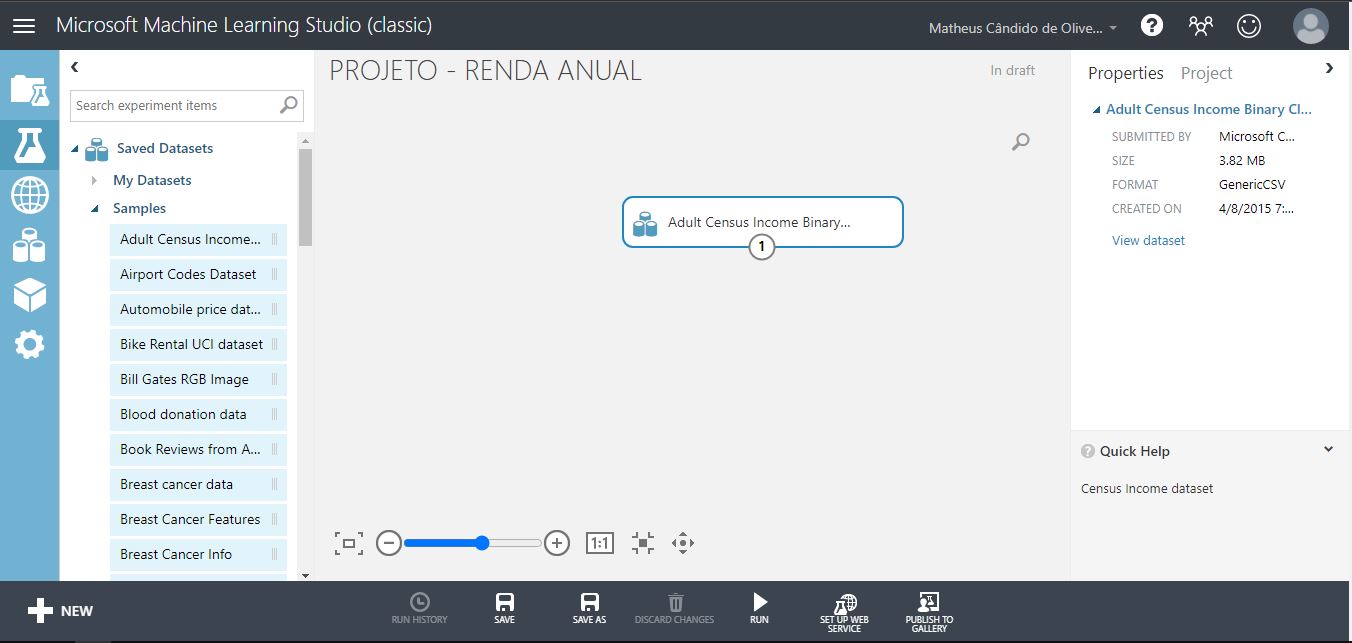 Microsoft Machine Learning Studio (classic)
Matheus Cândido de Olive...
?
PROJETO - RENDA ANUAL
In draft
Search experiment items
Saved Datasets
My Datasets
Samples
Adult Census Income...
Airport Codes Dataset
Automobile price dat...
Bike Rental UCI dataset
Bill Gates RGB Image
Blood donation data
Book Reviews from A...
Breast cancer data
Breast Cancer Features
Breast Cancer Info
Adult Census Income Binary...
1
1:1
Properties Project
Adult Census Income Binary Cl...
SUBMITTED BY Microsoft C...
SIZE 3.82 MB
FORMAT GenericCSV
CREATED ON 4/8/2015 7:...
View dataset
? Quick Help
Census Income dataset
NEW
RUN HISTORY
SAVE
SAVE AS
DISCARD CHANGES
RUN
SET UP WEB
SERVICE
PUBLISH TO
GALLERY